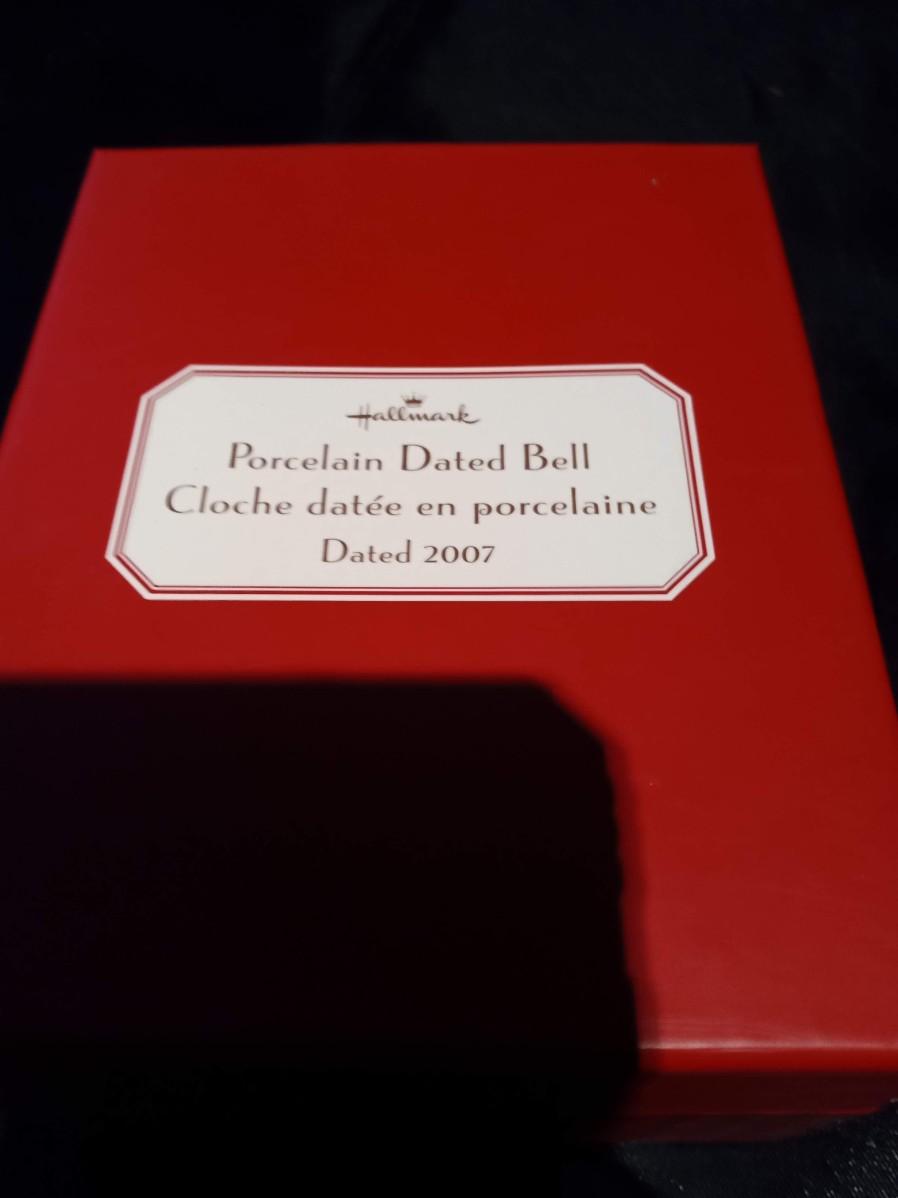 Hallmark
Porcelain Dated Bell
Cloche datée en porcelaine
Dated 2007